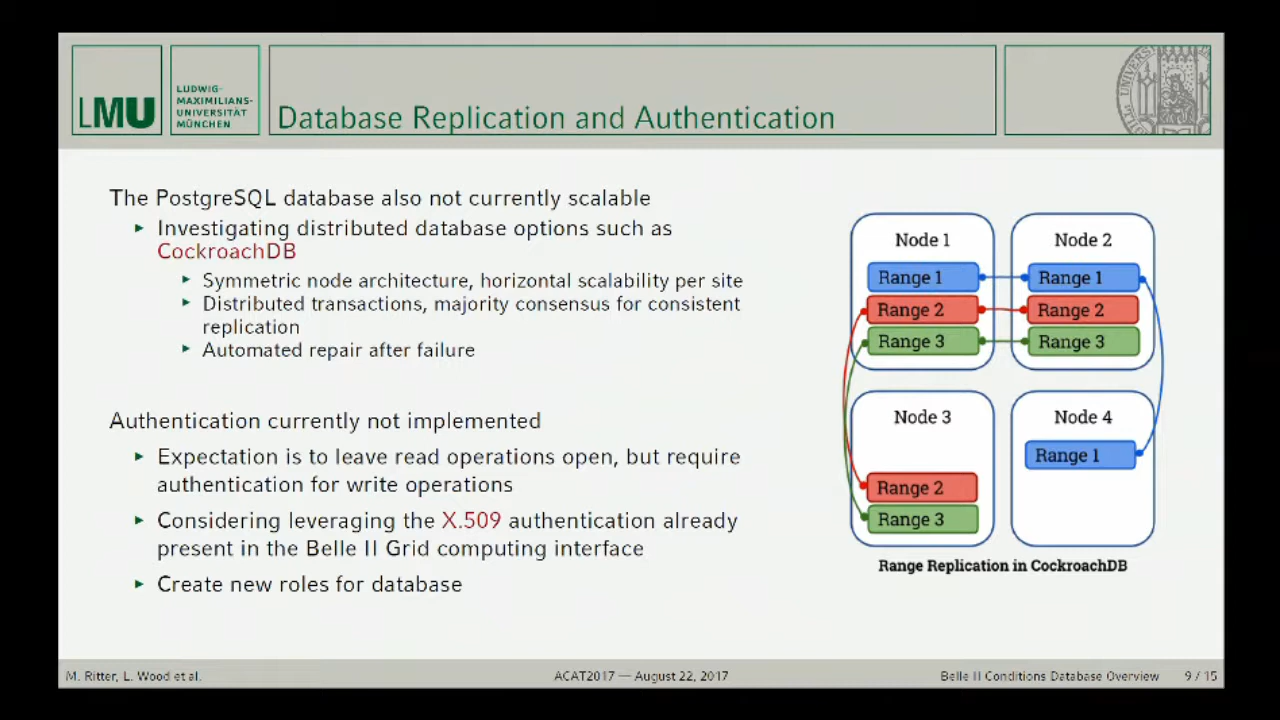 LMU
LUDWIG-
MAXIMILIANS-
UNIVERSITÄT
MÜNCHEN
Database Replication and Authentication
The PostgreSQL database also not currently scalable
Investigating distributed database options such as
CockroachDB
Symmetric node architecture, horizontal scalability per site
Distributed transactions, majority consensus for consistent
replication
Automated repair after failure
Authentication currently not implemented
Expectation is to leave read operations open, but require
authentication for write operations
Considering leveraging the X.509 authentication already
present in the Belle II Grid computing interface
Create new roles for database
Node 1
Range 1
Range 2
Range 3
Node 2
Range 1
Range 2
Range 3
Node 3
Range 2
Range 3
Node 4
Range 1
Range Replication in CockroachDB
M. Ritter, L. Wood et al.
ACAT2017 — August 22, 2017
Belle II Conditions Database Overview
9 / 15